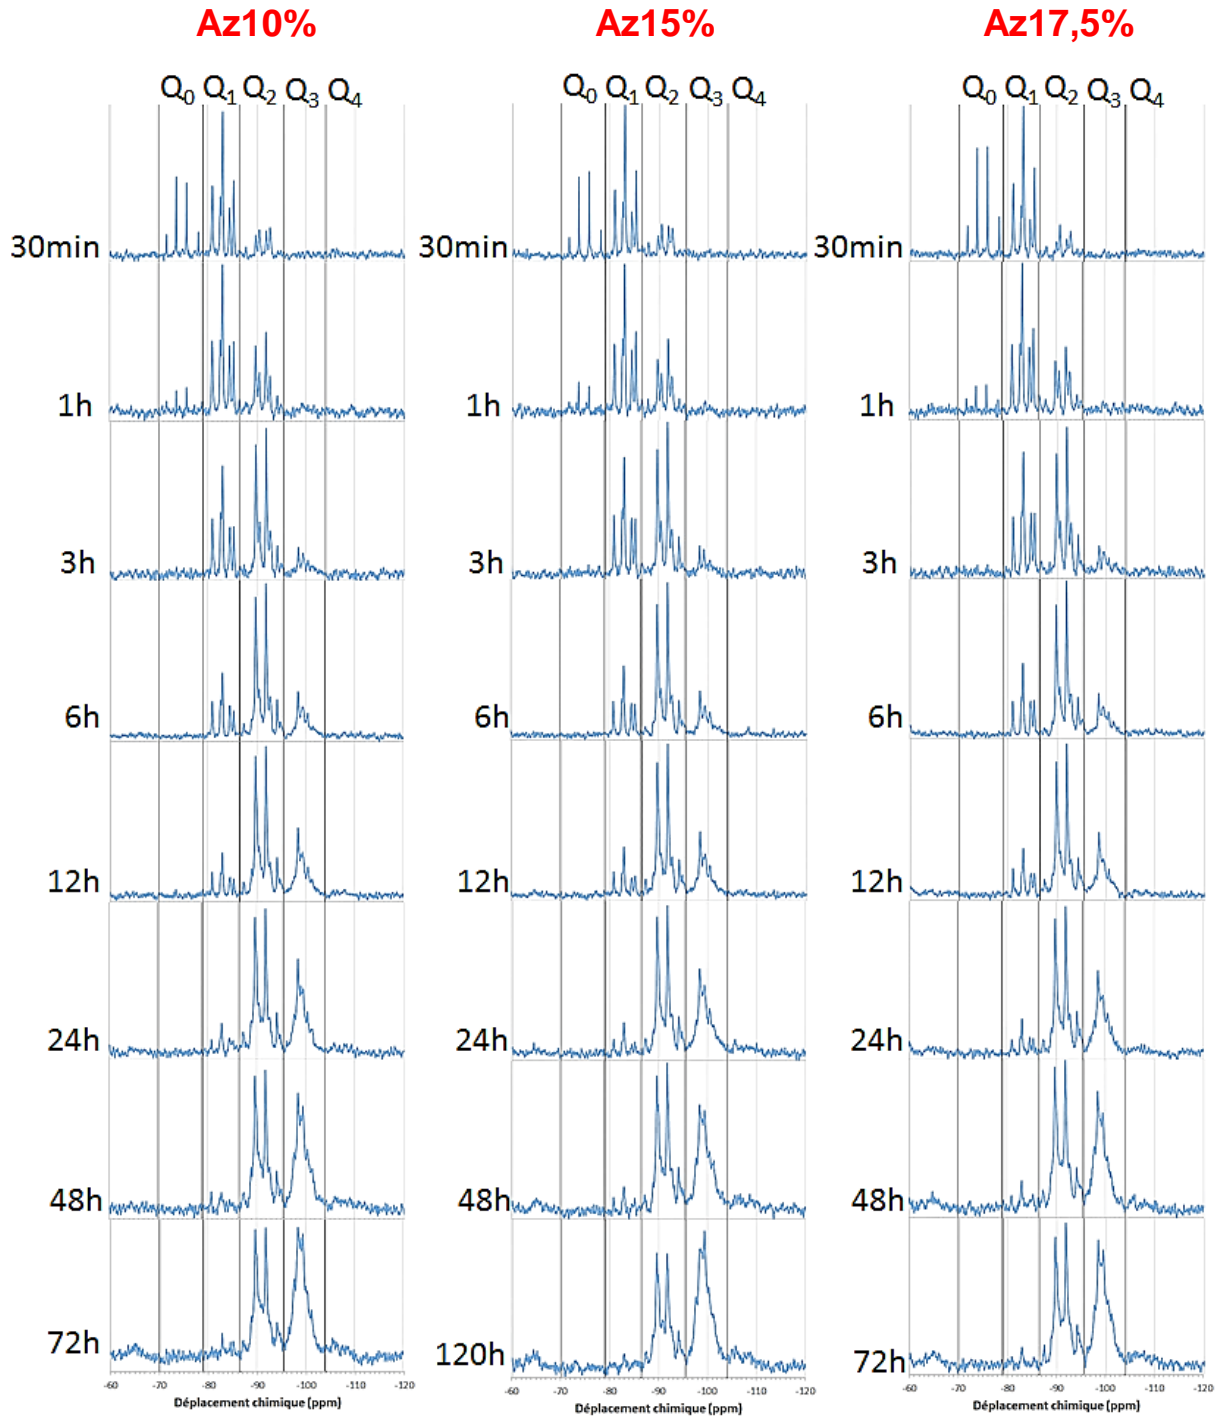 Az10% Az15% Az17,5%
Q0 Q1 Q2 Q3 Q4 Q0 Q1 Q2 Q3 Q4 Q0 Q1 Q2 Q3 Q4
30min 30min 30min
1h 1h 1h
3h 3h 3h
6h 6h 6h
12h 12h 12h
24h 24h 24h
48h 48h 48h
72h 120h 72h
-60 -70 -80 -90 -100 -110 -120 -60 -70 -80 -90 -100 -110 -120 -60 -70 -80 -90 -100 -110 -120
Déplacement chimique (ppm) Déplacement chimique (ppm) Déplacement chimique (ppm)